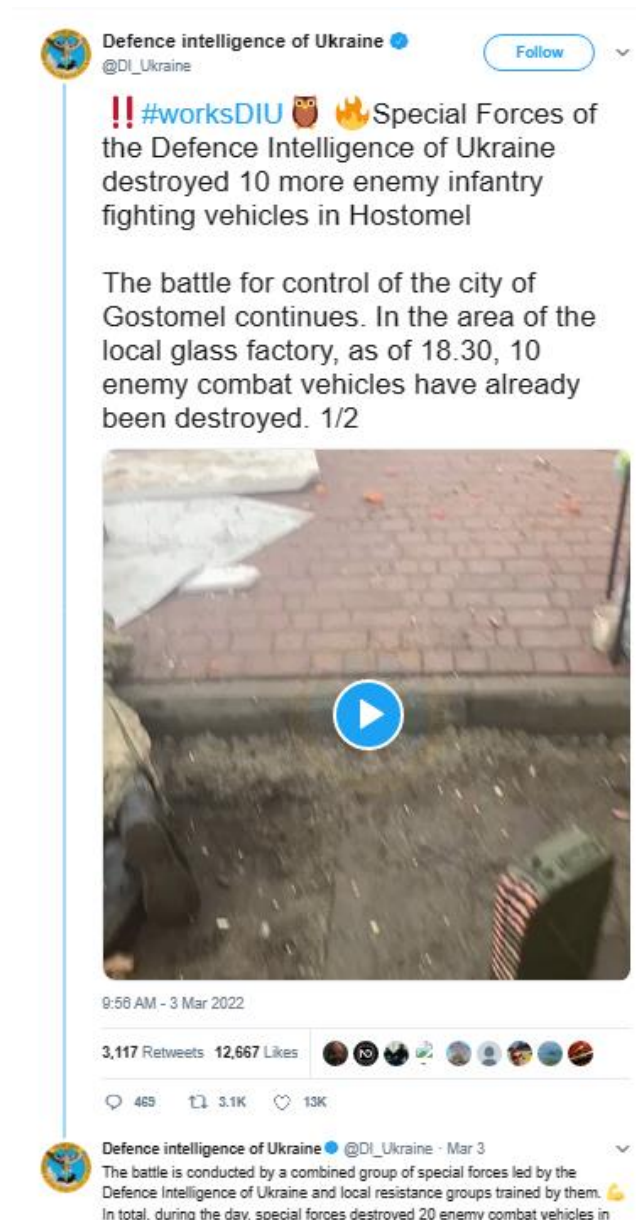 Defence intelligence of Ukraine
@DI_Ukraine
Follow
‼️ #worksDIU 🦉 🔥Special Forces of
the Defence Intelligence of Ukraine
destroyed 10 more enemy infantry
fighting vehicles in Hostomel
The battle for control of the city of
Gostomel continues. In the area of the
local glass factory, as of 18.30, 10
enemy combat vehicles have already
been destroyed. 1/2
9:56 AM - 3 Mar 2022
3,117 Retweets 12,667 Likes
469 3.1K 13K
Defence intelligence of Ukraine @DI_Ukraine · Mar 3
The battle is conducted by a combined group of special forces led by the
Defence Intelligence of Ukraine and local resistance groups trained by them. 💪
In total, during the day, special forces destroyed 20 enemy combat vehicles in